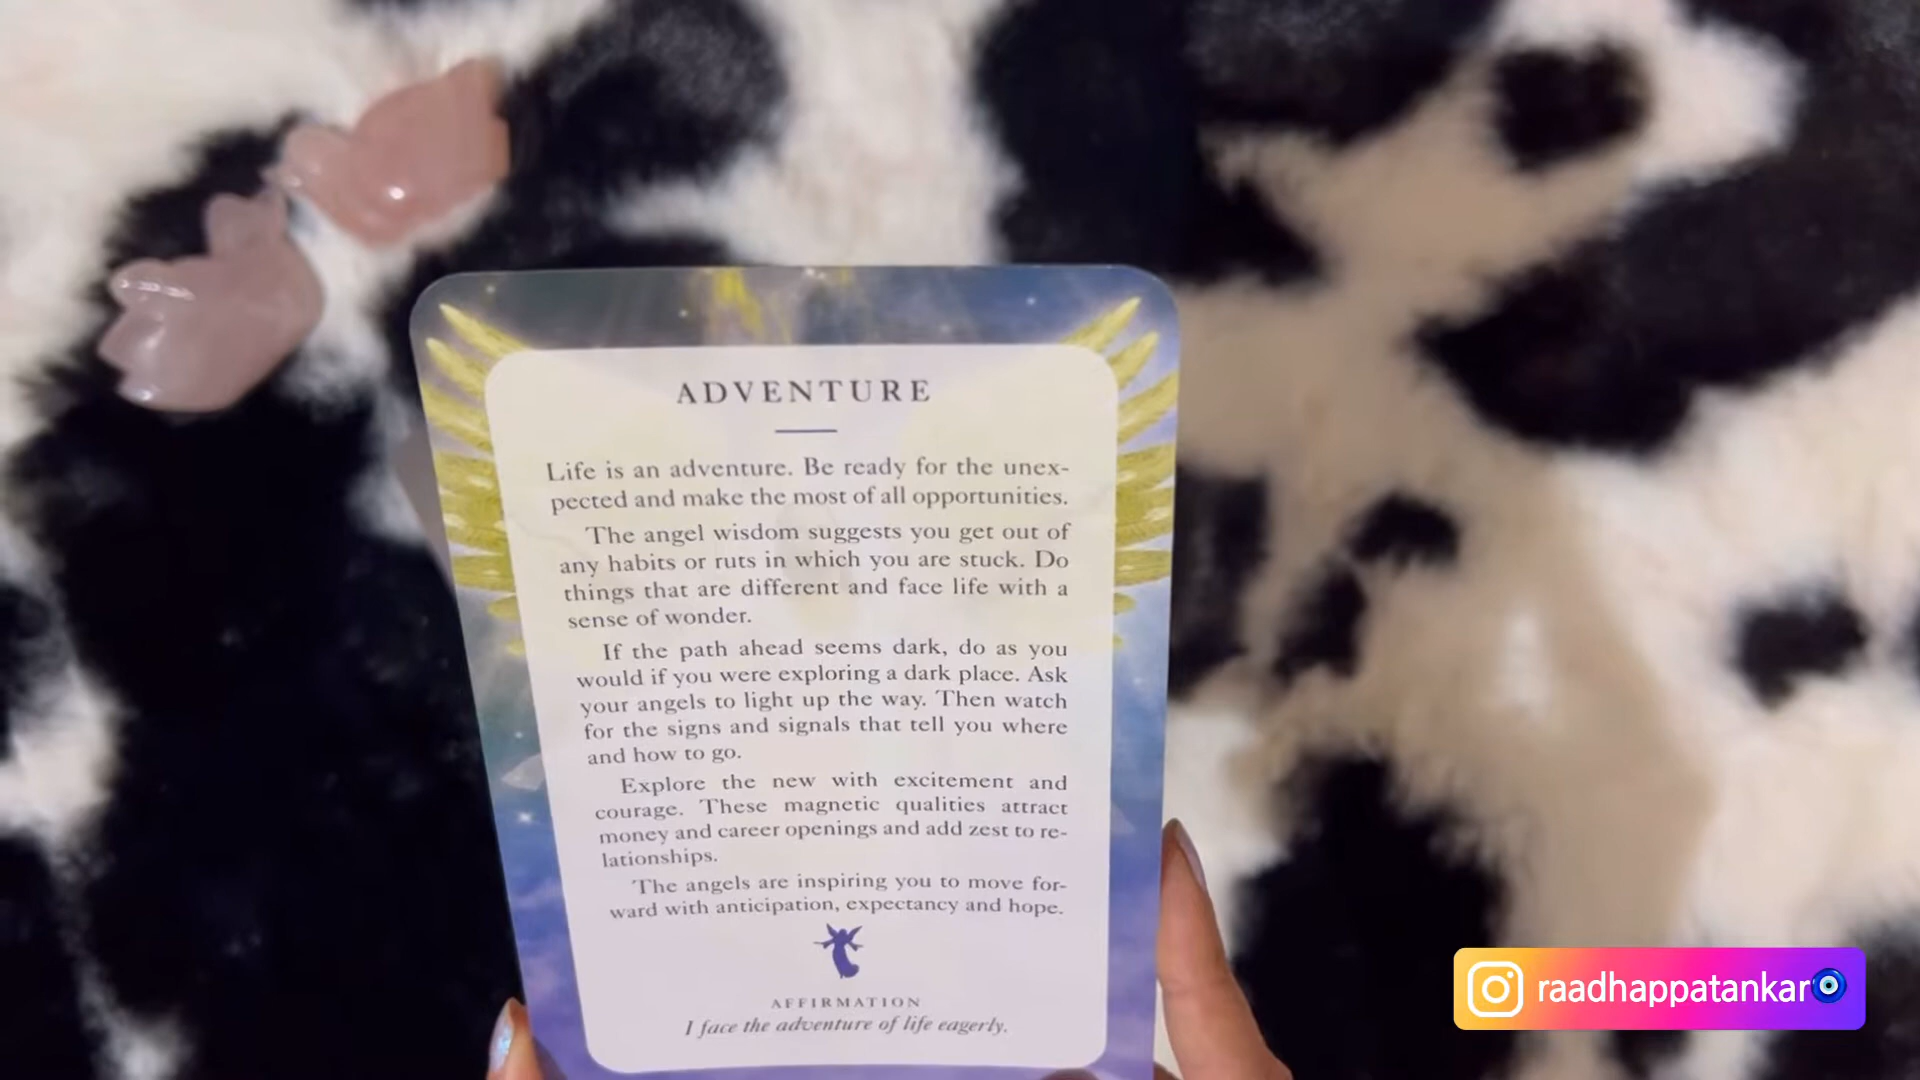 ADVENTURE
Life is an adventure. Be ready for the unex-
pected and make the most of all opportunities.
The angel wisdom suggests you get out of
any habits or ruts in which you are stuck. Do
things that are different and face life with a
sense of wonder.
If the path ahead seems dark, do as you
would if you were exploring a dark place. Ask
your angels to light up the way. Then watch
for the signs and signals that tell you where
and how to go.
Explore the new with excitement and
courage. These magnetic qualities attract
money and career openings and add zest to re-
lationships.
The angels are inspiring you to move for-
ward with anticipation, expectancy and hope.
AFFIRMATION
I face the adventure of life eagerly.
raadhappatankar